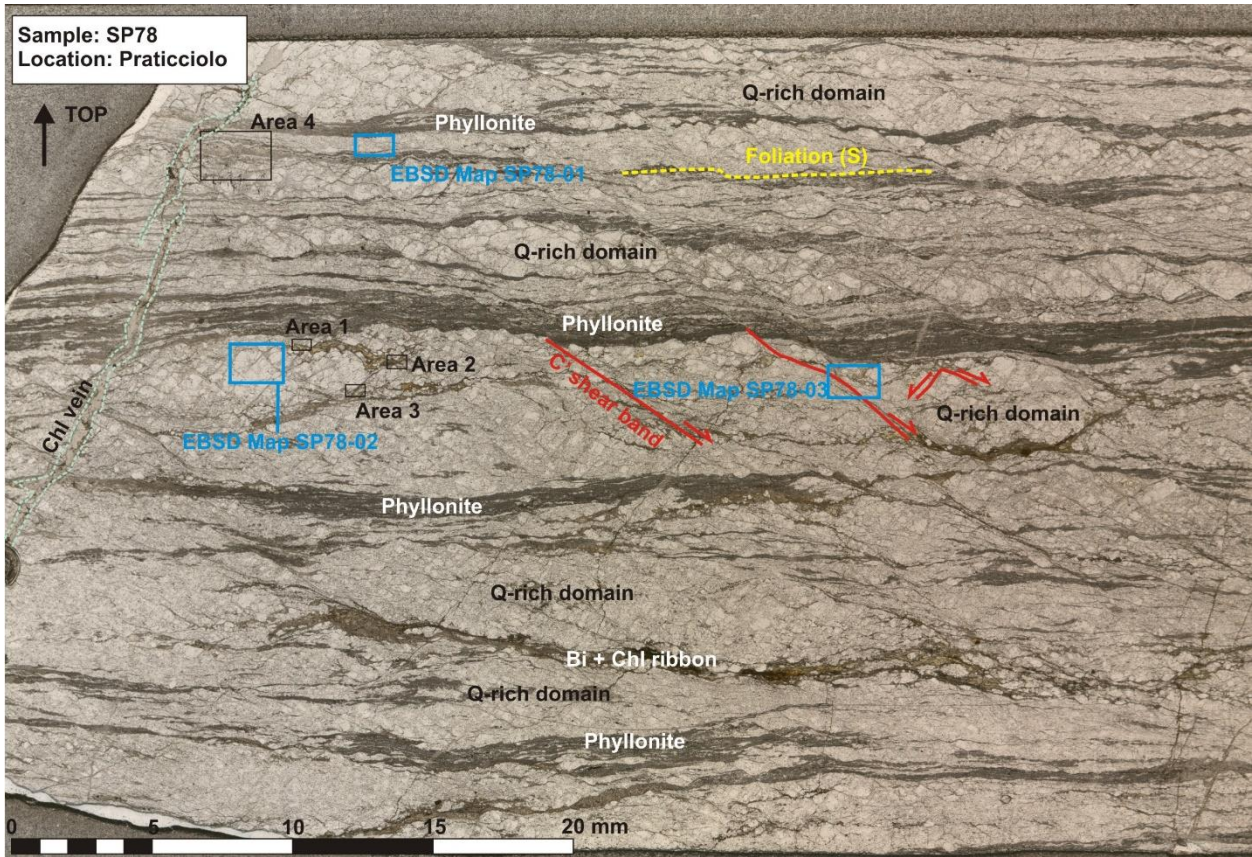 Sample: SP78
Location: Praticciolo
TOP
Q-rich domain
Area 4
Phyllonite
Foliation (S)
EBSD Map SP78-01
Q-rich domain
Phyllonite
Area 1
Area 2
Area 3
C' shear band
EBSD Map SP78-03
Q-rich domain
Chl vein
EBSD Map SP78-02
Phyllonite
Q-rich domain
Bi + Chl ribbon
Q-rich domain
Phyllonite
0 5 10 15 20 mm